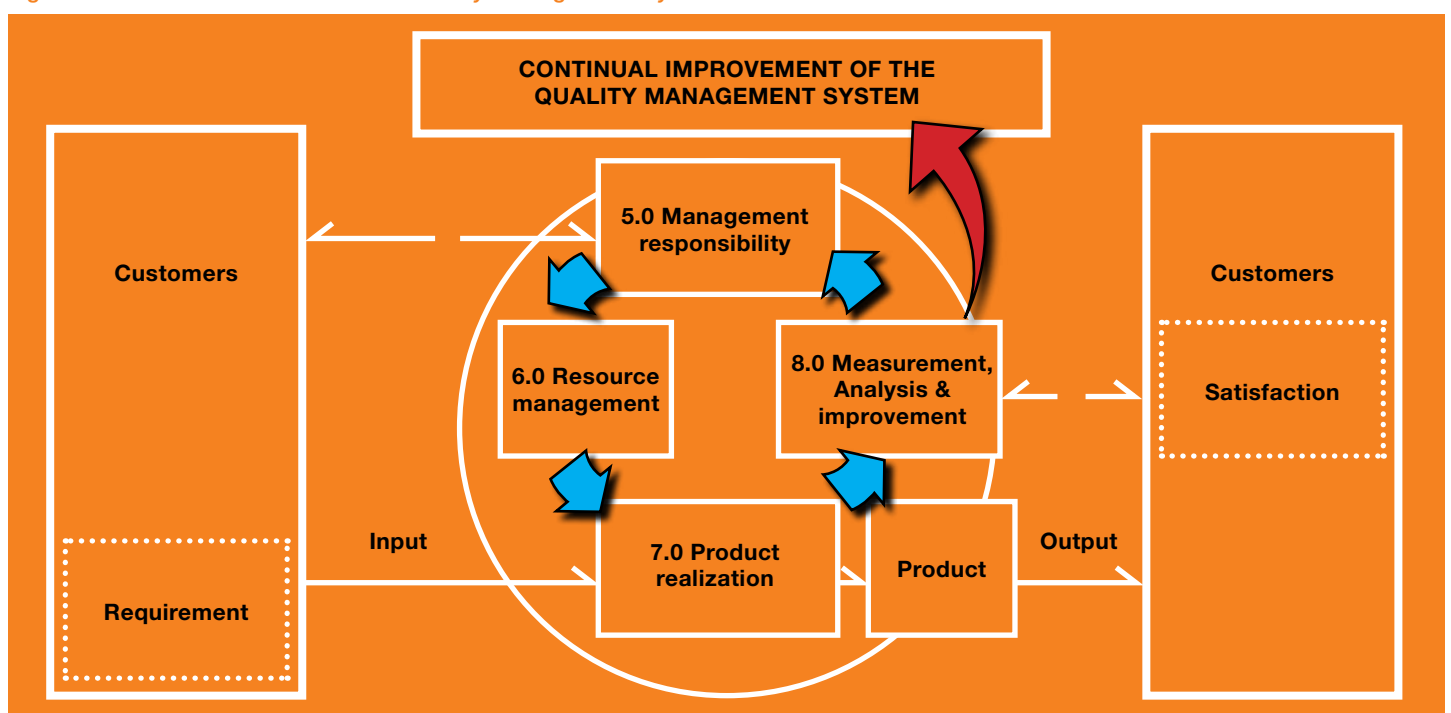 CONTINUAL IMPROVEMENT OF THE
QUALITY MANAGEMENT SYSTEM
5.0 Management
responsibility
Customers
Customers
6.0 Resource
management
8.0 Measurement,
Analysis &
improvement
Satisfaction
Input
7.0 Product
realization
Product
Output
Requirement